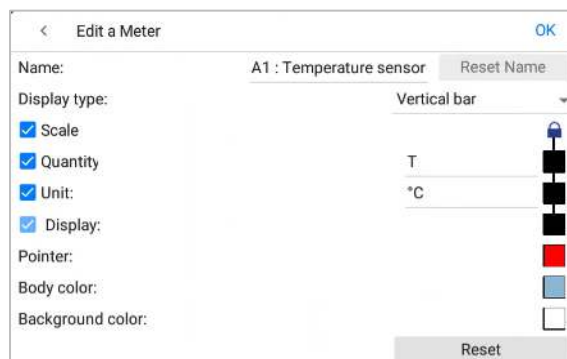 < Edit a Meter OK
Name: A1 : Temperature sensor Reset Name
Display type: Vertical bar
Scale
Quantity T
Unit: °C
Display:
Pointer:
Body color:
Background color:
Reset